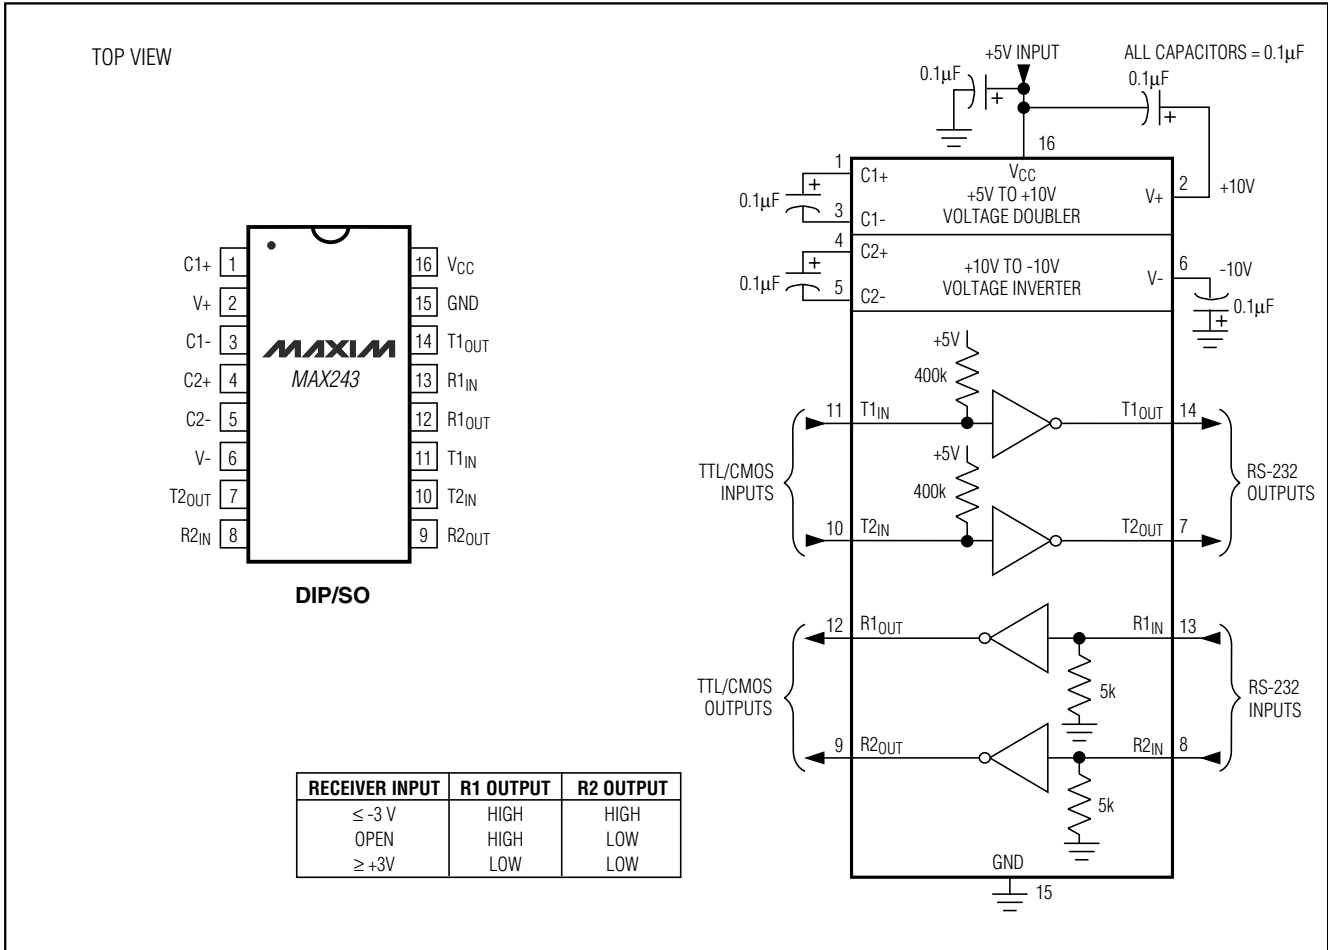 TOP VIEW
C1+ 1
V+ 2
C1- 3
C2+ 4
C2- 5
V- 6
T2OUT 7
R2IN 8
MAXIM
MAX243
16 VCC
15 GND
14 T1OUT
13 R1IN
12 R1OUT
11 T1IN
10 T2IN
9 R2OUT
DIP/SO
RECEIVER INPUT R1 OUTPUT R2 OUTPUT
≤ -3 V HIGH HIGH
OPEN HIGH LOW
≥ +3V LOW LOW
+5V INPUT
ALL CAPACITORS = 0.1µF
0.1µF
+
0.1µF
+
16
VCC
+5V TO +10V
VOLTAGE DOUBLER
1
C1+
+
0.1µF
3
C1-
2
V+
+10V
4
C2+
+
0.1µF
5
C2-
+10V TO -10V
VOLTAGE INVERTER
6
V-
-10V
0.1µF
+
+5V
400k
11 T1IN
T1OUT 14
+5V
400k
10 T2IN
T2OUT 7
TTL/CMOS
INPUTS
RS-232
OUTPUTS
12 R1OUT
R1IN 13
5k
9 R2OUT
R2IN 8
5k
TTL/CMOS
OUTPUTS
RS-232
INPUTS
GND
15